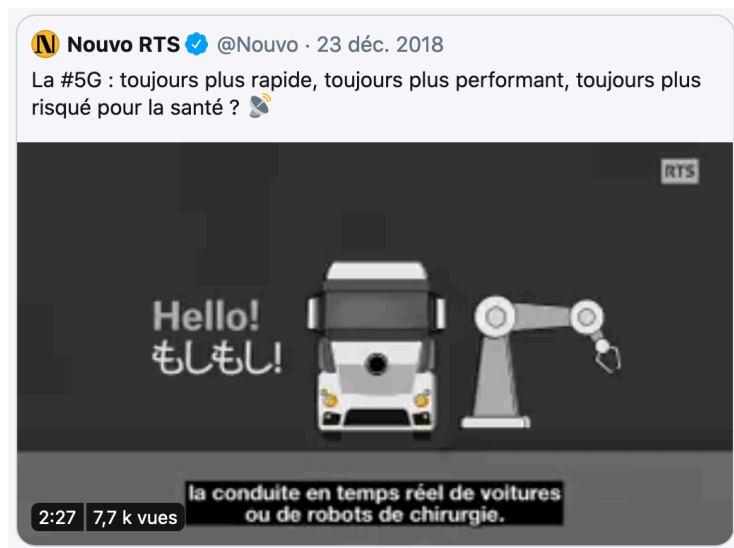 Nouvo RTS @Nouvo · 23 déc. 2018
La #5G : toujours plus rapide, toujours plus performant, toujours plus
risqué pour la santé ? 📡
RTS
Hello!
もしもし!
la conduite en temps réel de voitures
ou de robots de chirurgie.
2:27 7,7 k vues